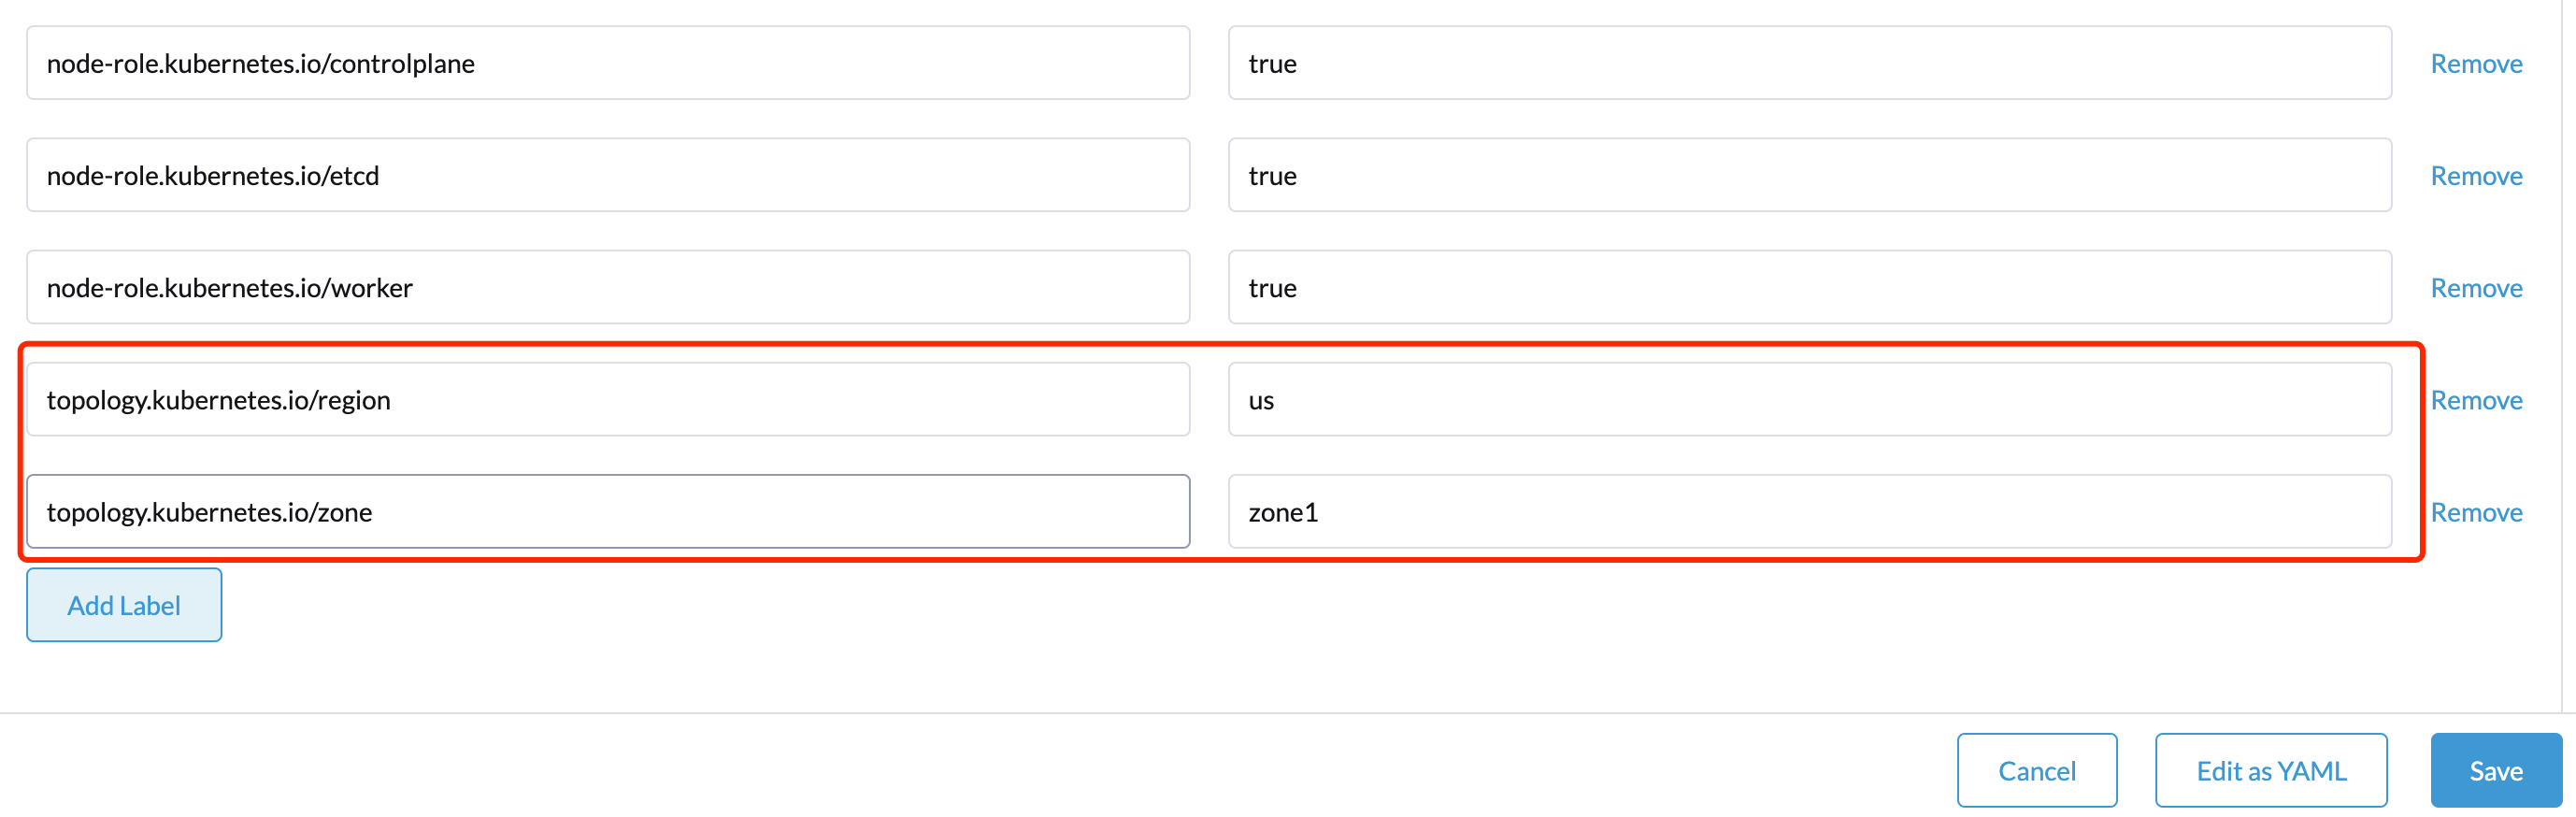 node-role.kubernetes.io/controlplane true Remove
node-role.kubernetes.io/etcd true Remove
node-role.kubernetes.io/worker true Remove
topology.kubernetes.io/region us Remove
topology.kubernetes.io/zone zone1 Remove
Add Label
Cancel Edit as YAML Save